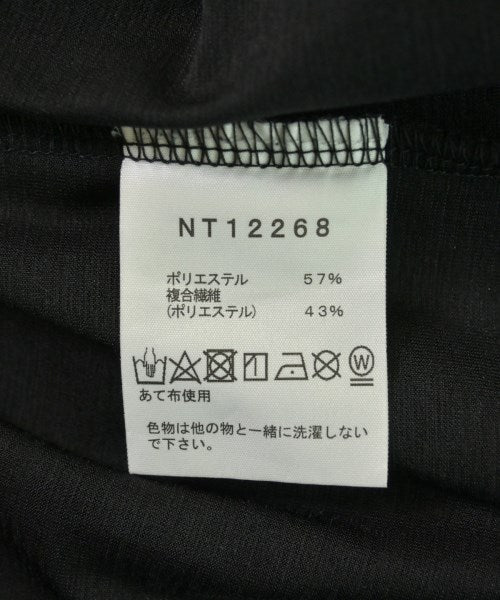 NT12268
ポリエステル 57%
複合繊維
(ポリエステル) 43%
W
あて布使用
色物は他の物と一緒に洗濯しない
で下さい。